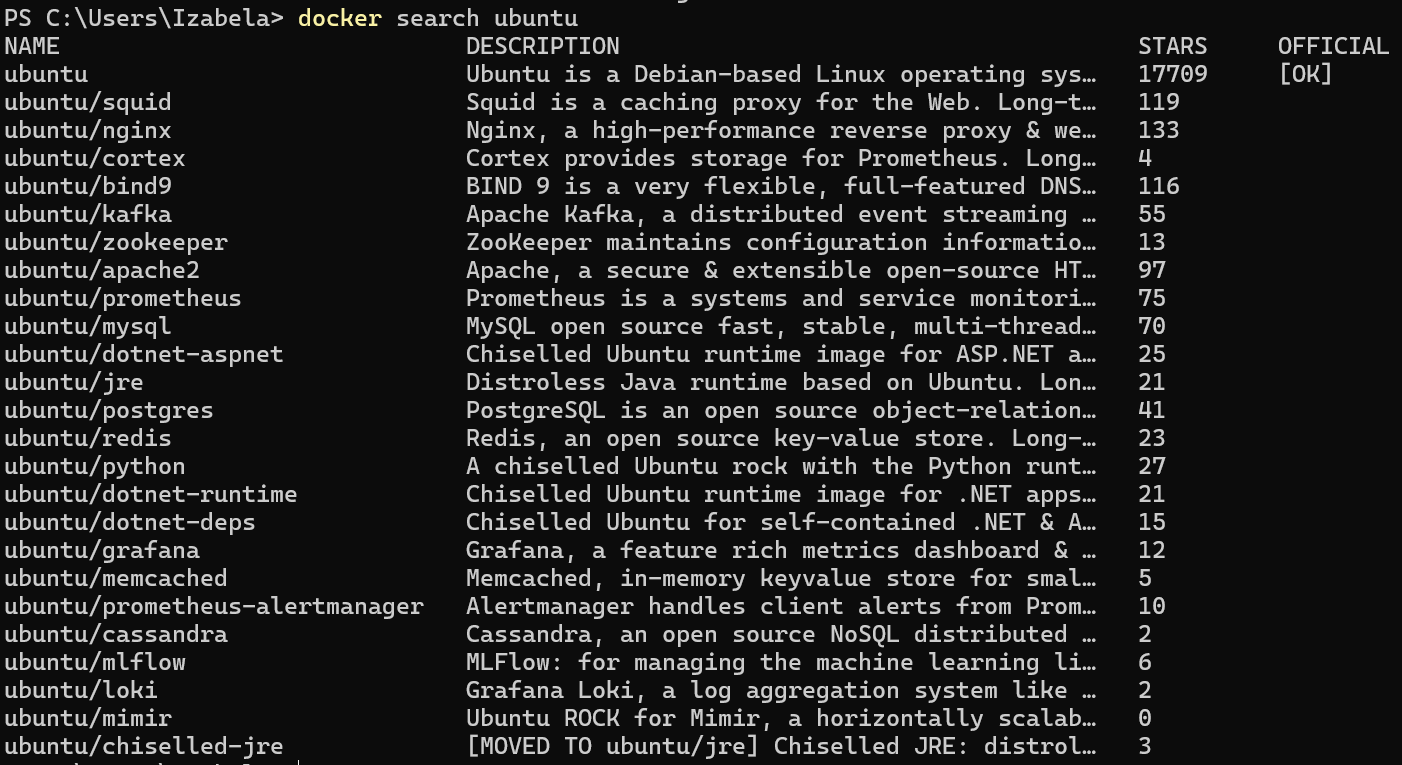 PS C:\Users\Izabela> docker search ubuntu
NAME DESCRIPTION STARS OFFICIAL
ubuntu Ubuntu is a Debian-based Linux operating sys… 17709 [OK]
ubuntu/squid Squid is a caching proxy for the Web. Long-t… 119
ubuntu/nginx Nginx, a high-performance reverse proxy & we… 133
ubuntu/cortex Cortex provides storage for Prometheus. Long… 4
ubuntu/bind9 BIND 9 is a very flexible, full-featured DNS… 116
ubuntu/kafka Apache Kafka, a distributed event streaming … 55
ubuntu/zookeeper ZooKeeper maintains configuration informatio… 13
ubuntu/apache2 Apache, a secure & extensible open-source HT… 97
ubuntu/prometheus Prometheus is a systems and service monitori… 75
ubuntu/mysql MySQL open source fast, stable, multi-thread… 70
ubuntu/dotnet-aspnet Chiselled Ubuntu runtime image for ASP.NET a… 25
ubuntu/jre Distroless Java runtime based on Ubuntu. Lon… 21
ubuntu/postgres PostgreSQL is an open source object-relation… 41
ubuntu/redis Redis, an open source key-value store. Long-… 23
ubuntu/python A chiselled Ubuntu rock with the Python runt… 27
ubuntu/dotnet-runtime Chiselled Ubuntu runtime image for .NET apps… 21
ubuntu/dotnet-deps Chiselled Ubuntu for self-contained .NET & A… 15
ubuntu/grafana Grafana, a feature rich metrics dashboard & … 12
ubuntu/memcached Memcached, in-memory keyvalue store for smal… 5
ubuntu/prometheus-alertmanager Alertmanager handles client alerts from Prom… 10
ubuntu/cassandra Cassandra, an open source NoSQL distributed … 2
ubuntu/mlflow MLFlow: for managing the machine learning li… 6
ubuntu/loki Grafana Loki, a log aggregation system like … 2
ubuntu/mimir Ubuntu ROCK for Mimir, a horizontally scalab… 0
ubuntu/chiselled-jre [MOVED TO ubuntu/jre] Chiselled JRE: distrol… 3